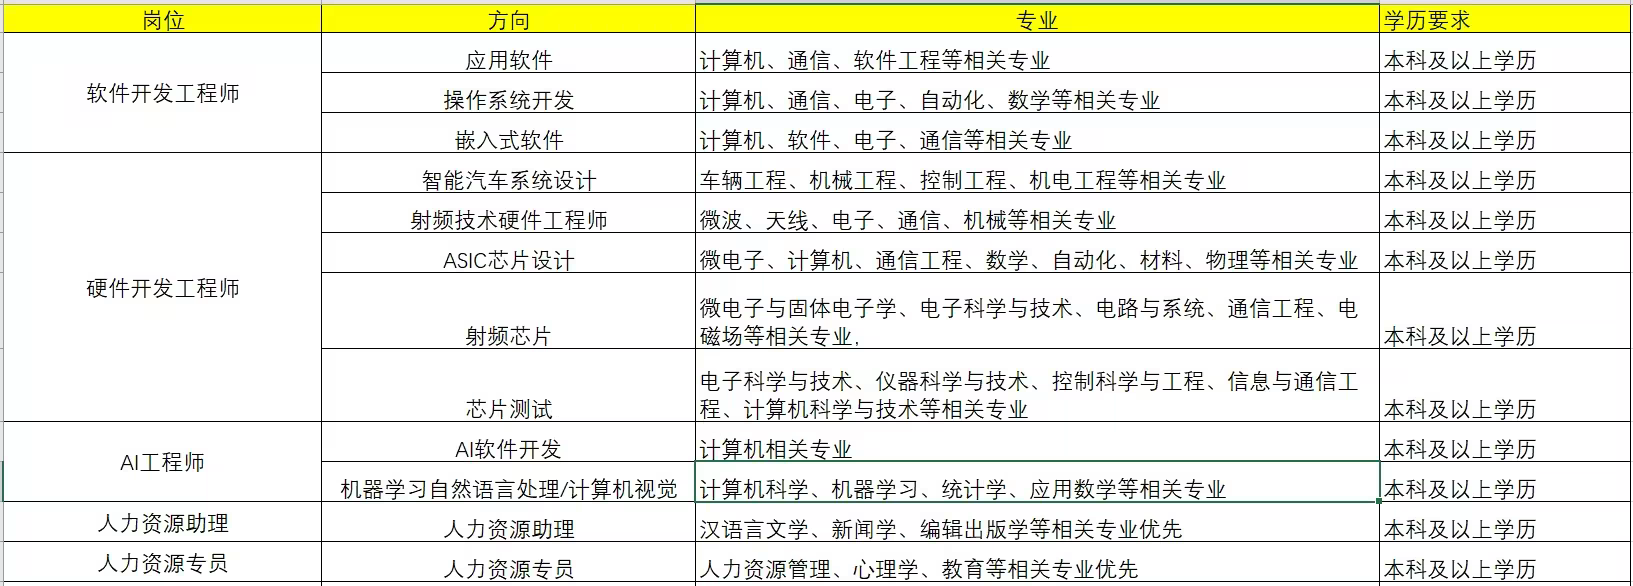 岗位 方向 专业 学历要求
软件开发工程师 应用软件 计算机、通信、软件工程等相关专业 本科及以上学历
操作系统开发 计算机、通信、电子、自动化、数学等相关专业 本科及以上学历
嵌入式软件 计算机、软件、电子、通信等相关专业 本科及以上学历
硬件开发工程师 智能汽车系统设计 车辆工程、机械工程、控制工程、机电工程等相关专业 本科及以上学历
射频技术硬件工程师 微波、天线、电子、通信、机械等相关专业 本科及以上学历
ASIC芯片设计 微电子、计算机、通信工程、数学、自动化、材料、物理等相关专业 本科及以上学历
射频芯片 微电子与固体电子学、电子科学与技术、电路与系统、通信工程、电
磁场等相关专业, 本科及以上学历
芯片测试 电子科学与技术、仪器科学与技术、控制科学与工程、信息与通信工
程、计算机科学与技术等相关专业 本科及以上学历
AI工程师 AI软件开发 计算机相关专业 本科及以上学历
机器学习自然语言处理/计算机视觉 计算机科学、机器学习、统计学、应用数学等相关专业 本科及以上学历
人力资源助理 人力资源助理 汉语言文学、新闻学、编辑出版学等相关专业优先 本科及以上学历
人力资源专员 人力资源专员 人力资源管理、心理学、教育等相关专业优先 本科及以上学历